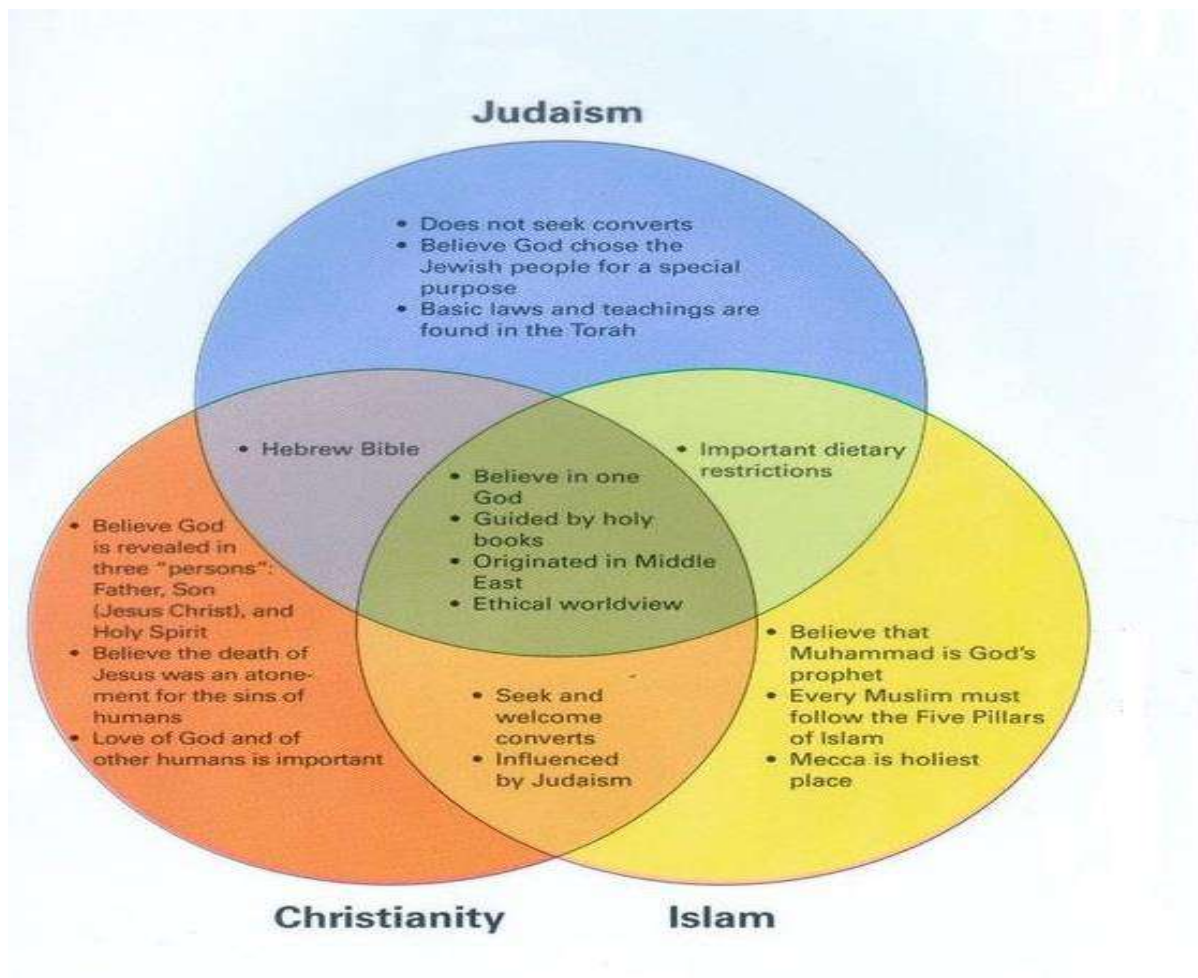 Judaism
• Does not seek converts
• Believe God chose the
Jewish people for a special
purpose
• Basic laws and teachings are
found in the Torah
• Hebrew Bible
• Believe in one
God
• Guided by holy
books
• Originated in Middle
East
• Ethical worldview
• Important dietary
restrictions
• Believe God
is revealed in
three "persons":
Father, Son
(Jesus Christ), and
Holy Spirit
• Believe the death of
Jesus was an atone-
ment for the sins of
humans
• Love of God and of
other humans is important
• Seek and
welcome
converts
• Influenced
by Judaism
• Believe that
Muhammad is God's
prophet
• Every Muslim must
follow the Five Pillars
of Islam
• Mecca is holiest
place
Christianity
Islam